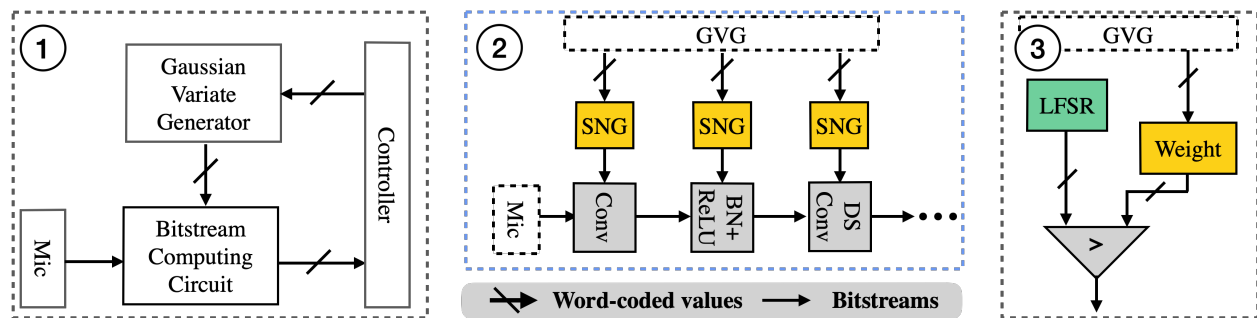 1
Gaussian
Variate
Generator
Controller
Mic
Bitstream
Computing
Circuit
2
GVG
SNG
SNG
SNG
Mic
Conv
BN+
ReLU
DS
Conv
Word-coded values
Bitstreams
3
GVG
LFSR
Weight
>